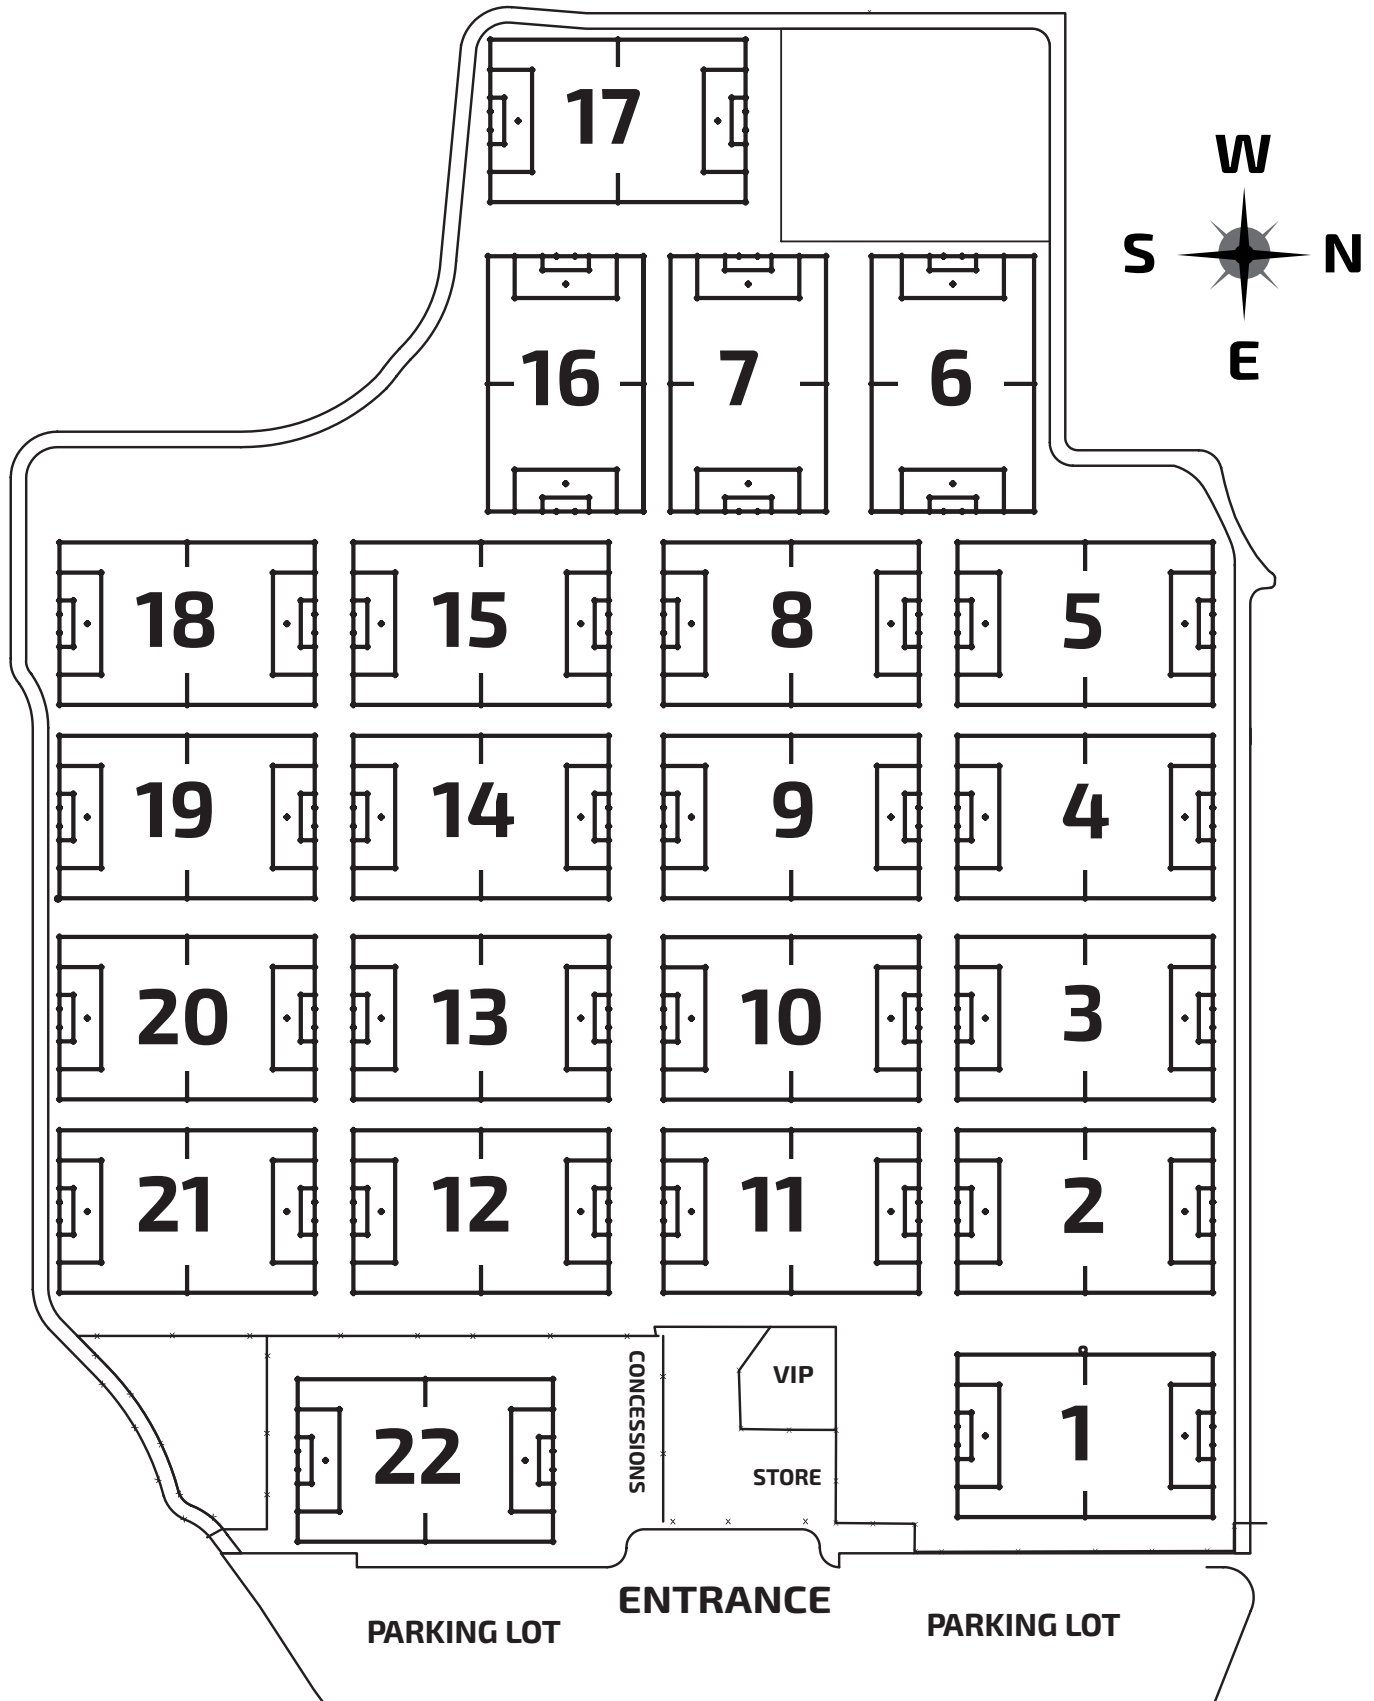 17
W
S N
E
16 7 6
18 15 8 5
19 14 9 4
20 13 10 3
21 12 11 2
CONCESSIONS
VIP
STORE
22
1
ENTRANCE
PARKING LOT
PARKING LOT